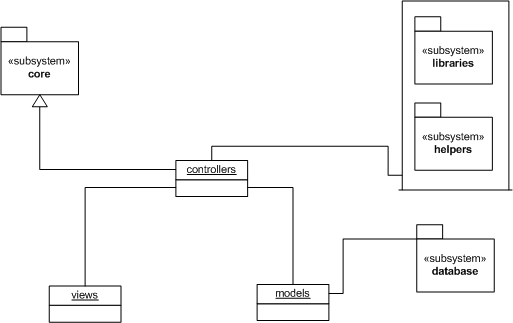 «subsystem»
core
«subsystem»
libraries
«subsystem»
helpers
controllers
«subsystem»
database
views
models